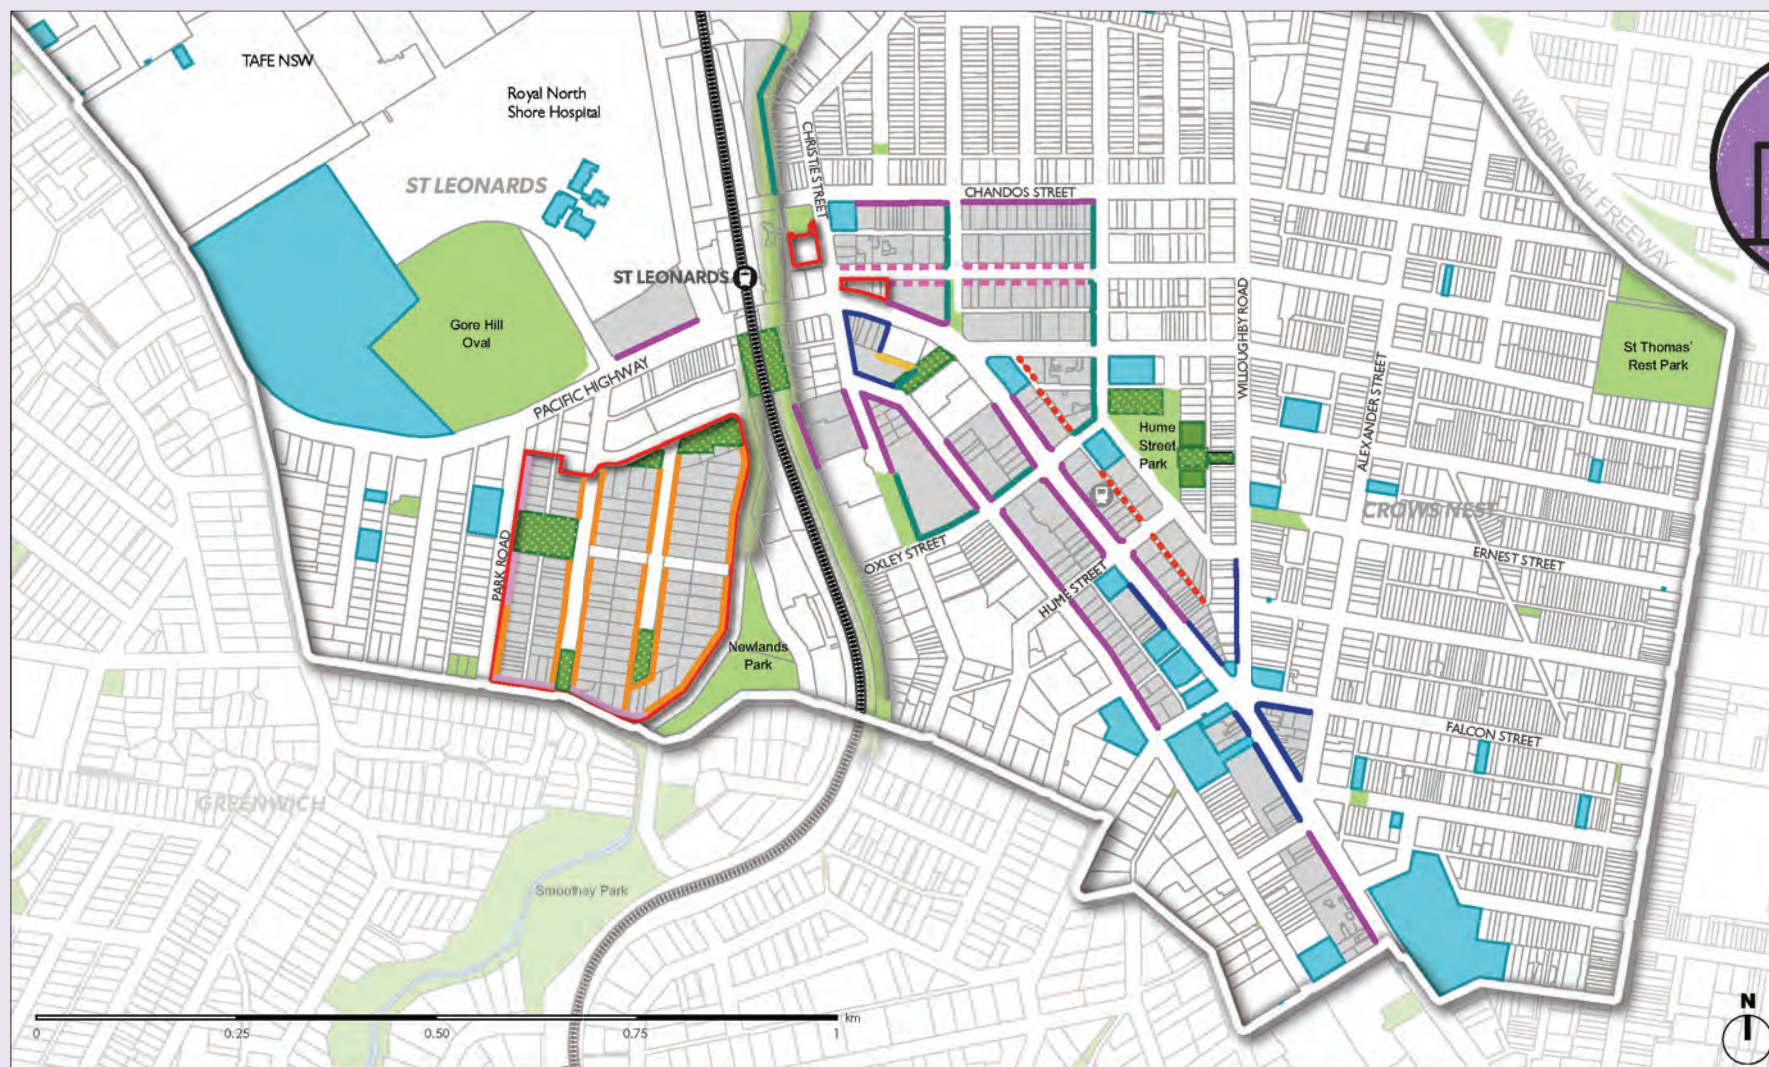 TAFE NSW
Royal North
Shore Hospital
ST LEONARDS
CHRISTIE STREET
CHANDOS STREET
WARRINGAH FREEWAY
ST LEONARDS
Gore Hill
Oval
PACIFIC HIGHWAY
WILLOUGHBY ROAD
ALEXANDER STREET
St Thomas'
Rest Park
Hume
Street
Park
CROWS NEST
PARK ROAD
OXLEY STREET
HUME STREET
ERNEST STREET
Newlands
Park
FALCON STREET
GREENWICH
Smoothey Park
N
0
0.25
0.50
0.75
1
km